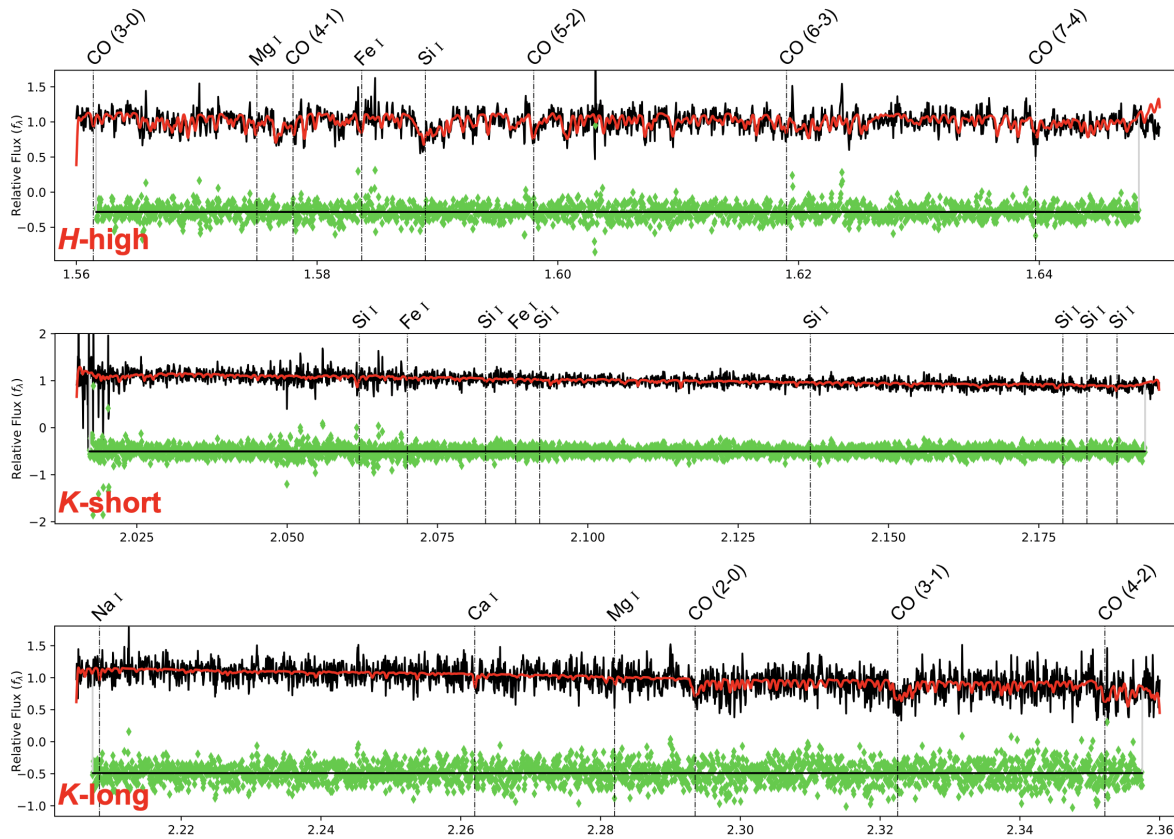 CO (3-0) Mg I CO (4-1) Fe I Si I CO (5-2) CO (6-3) CO (7-4)
1.5
1.0
0.5
0.0
−0.5
Relative Flux (fλ)
H-high
1.56 1.58 1.60 1.62 1.64
Si I Fe I Si I Fe I Si I Si I Si I Si I Si I
2
1
0
−1
−2
Relative Flux (fλ)
K-short
2.025 2.050 2.075 2.100 2.125 2.150 2.175
Na I Ca I Mg I CO (2-0) CO (3-1) CO (4-2)
1.5
1.0
0.5
0.0
−0.5
−1.0
Relative Flux (fλ)
K-long
2.22 2.24 2.26 2.28 2.30 2.32 2.34 2.36